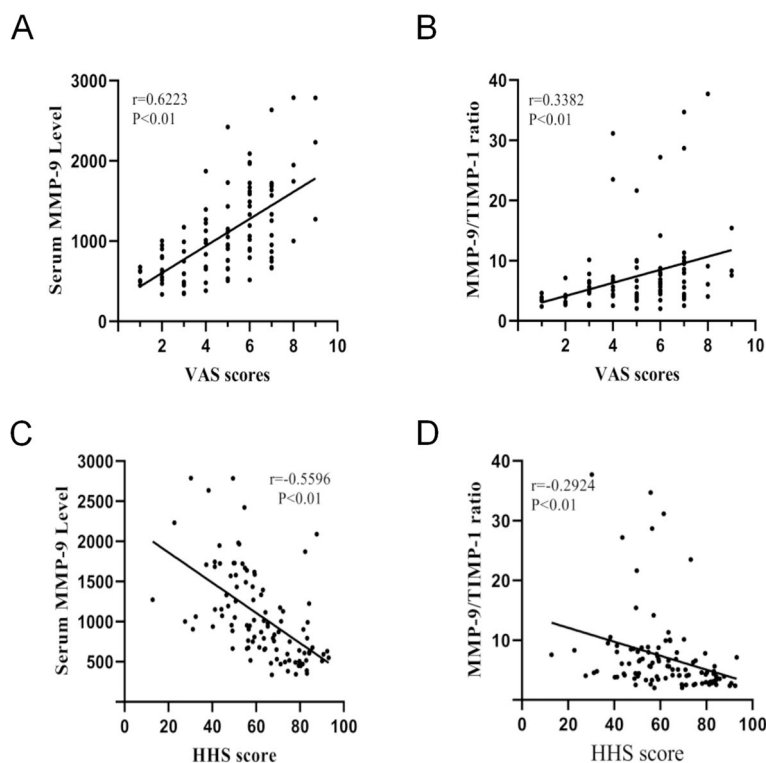 A
3000
2000
1000
0
Serum MMP-9 Level
r=0.6223
P<0.01
2 4 6 8 10
VAS scores
B
40
30
20
10
0
MMP-9/TIMP-1 ratio
r=0.3382
P<0.01
2 4 6 8 10
VAS scores
C
3000
2500
2000
1500
1000
500
Serum MMP-9 Level
r=-0.5596
P<0.01
0 20 40 60 80 100
HHS score
D
40
30
20
10
MMP-9/TIMP-1 ratio
r=-0.2924
P<0.01
0 20 40 60 80 100
HHS score